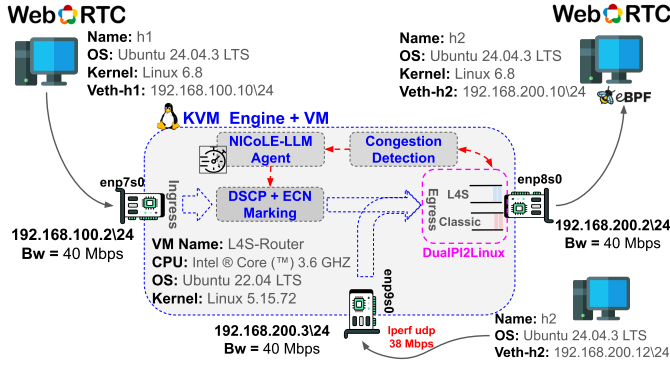 WebRTC
Name: h1
OS: Ubuntu 24.04.3 LTS
Kernel: Linux 6.8
Veth-h1: 192.168.100.10\24
WebRTC
Name: h2
OS: Ubuntu 24.04.3 LTS
Kernel: Linux 6.8
Veth-h2: 192.168.200.10\24
eBPF
KVM Engine + VM
NICoLE-LLM
Agent
Congestion
Detection
enp7s0
Ingress
DSCP + ECN
Marking
Egress
L4S
Classic
DualPI2Linux
enp8s0
192.168.100.2\24
Bw = 40 Mbps
192.168.200.2\24
Bw = 40 Mbps
VM Name: L4S-Router
CPU: Intel ® Core (™) 3.6 GHZ
OS: Ubuntu 22.04 LTS
Kernel: Linux 5.15.72
enp9s0
192.168.200.3\24
Bw = 40 Mbps
Iperf udp
38 Mbps
Name: h2
OS: Ubuntu 24.04.3 LTS
Veth-h2: 192.168.200.12\24